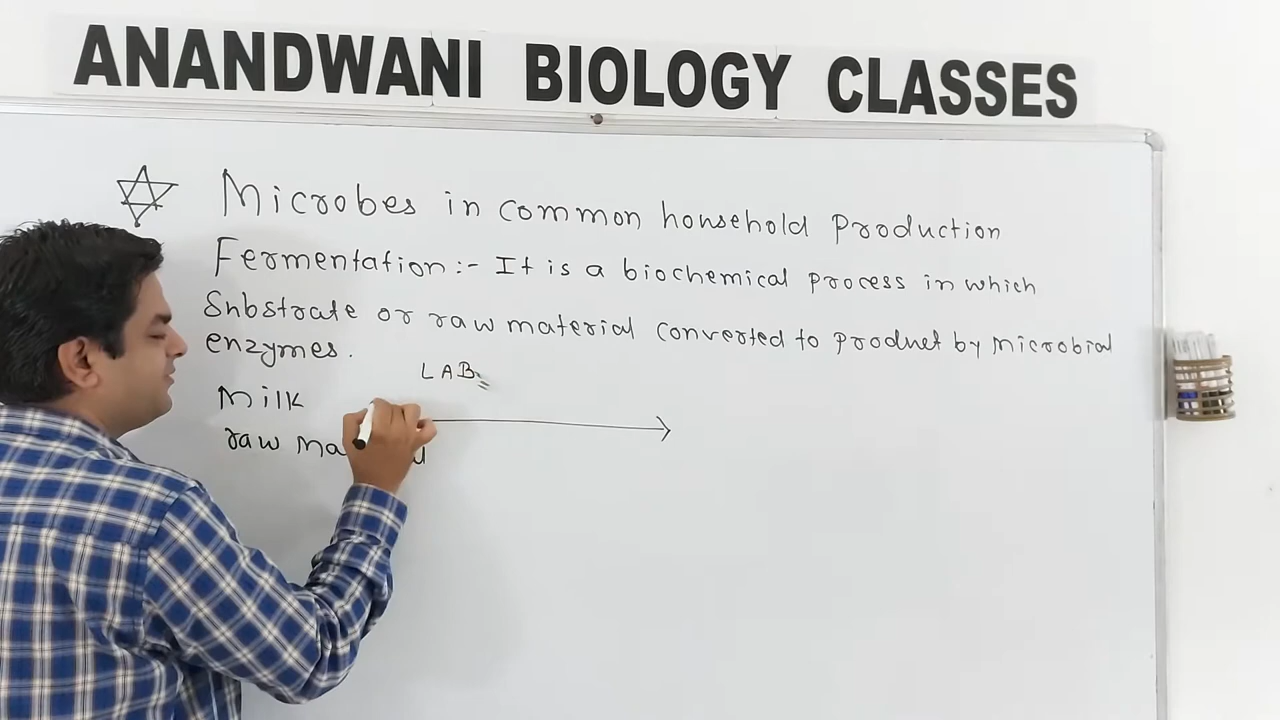 ANANDWANI BIOLOGY CLASSES
Microbes in common household production
Fermentation :- It is a biochemical process in which
Substrate or raw material converted to product by microbial
enzymes.
LAB
Milk
raw